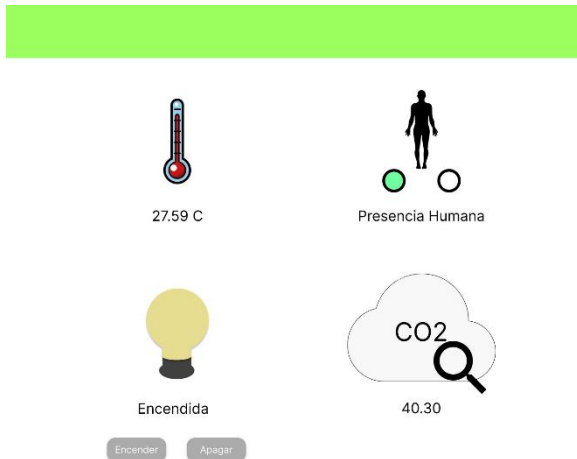 27.59 C
Presencia Humana
CO2
Encendida
40.30
Encender
Apagar